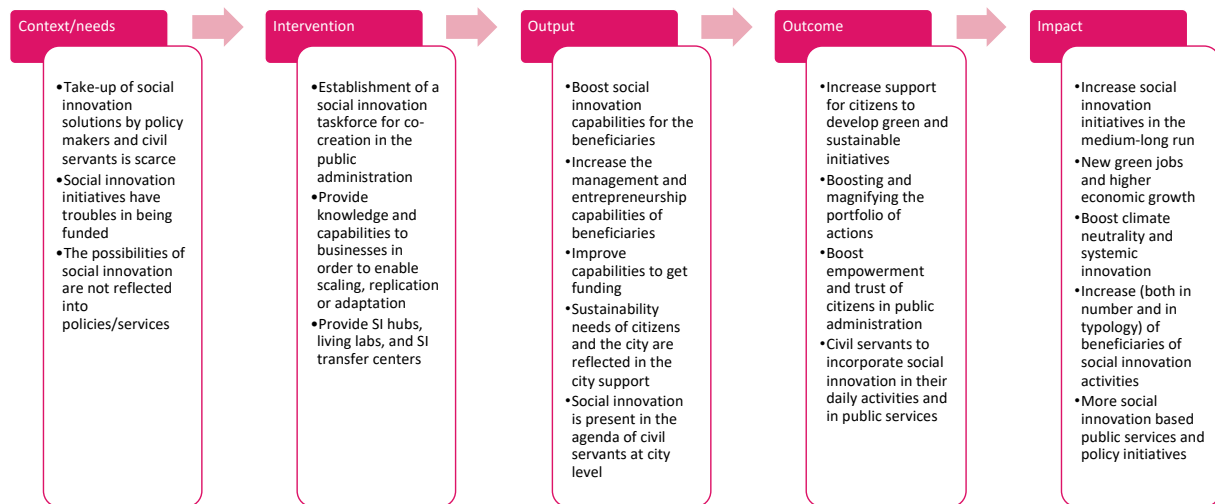 Context/needs
•Take-up of social
innovation
solutions by policy
makers and civil
servants is scarce
•Social innovation
initiatives have
troubles in being
funded
•The possibilities of
social innovation
are not reflected
into
policies/services
Intervention
•Establishment of a
social innovation
taskforce for co-
creation in the
public
administration
•Provide
knowledge and
capabilities to
businesses in
order to enable
scaling, replication
or adaptation
•Provide SI hubs,
living labs, and SI
transfer centers
Output
•Boost social
innovation
capabilities for the
beneficiaries
•Increase the
management and
entrepreneurship
capabilities of
beneficiaries
•Improve
capabilities to get
funding
•Sustainability
needs of citizens
and the city are
reflected in the
city support
•Social innovation
is present in the
agenda of civil
servants at city
level
Outcome
•Increase support
for citizens to
develop green and
sustainable
initiatives
•Boosting and
magnifying the
portfolio of
actions
•Boost
empowerment
and trust of
citizens in public
administration
•Civil servants to
incorporate social
innovation in their
daily activities and
in public services
Impact
•Increase social
innovation
initiatives in the
medium-long run
•New green jobs
and higher
economic growth
•Boost climate
neutrality and
systemic
innovation
•Increase (both in
number and in
typology) of
beneficiaries of
social innovation
activities
•More social
innovation based
public services and
policy initiatives